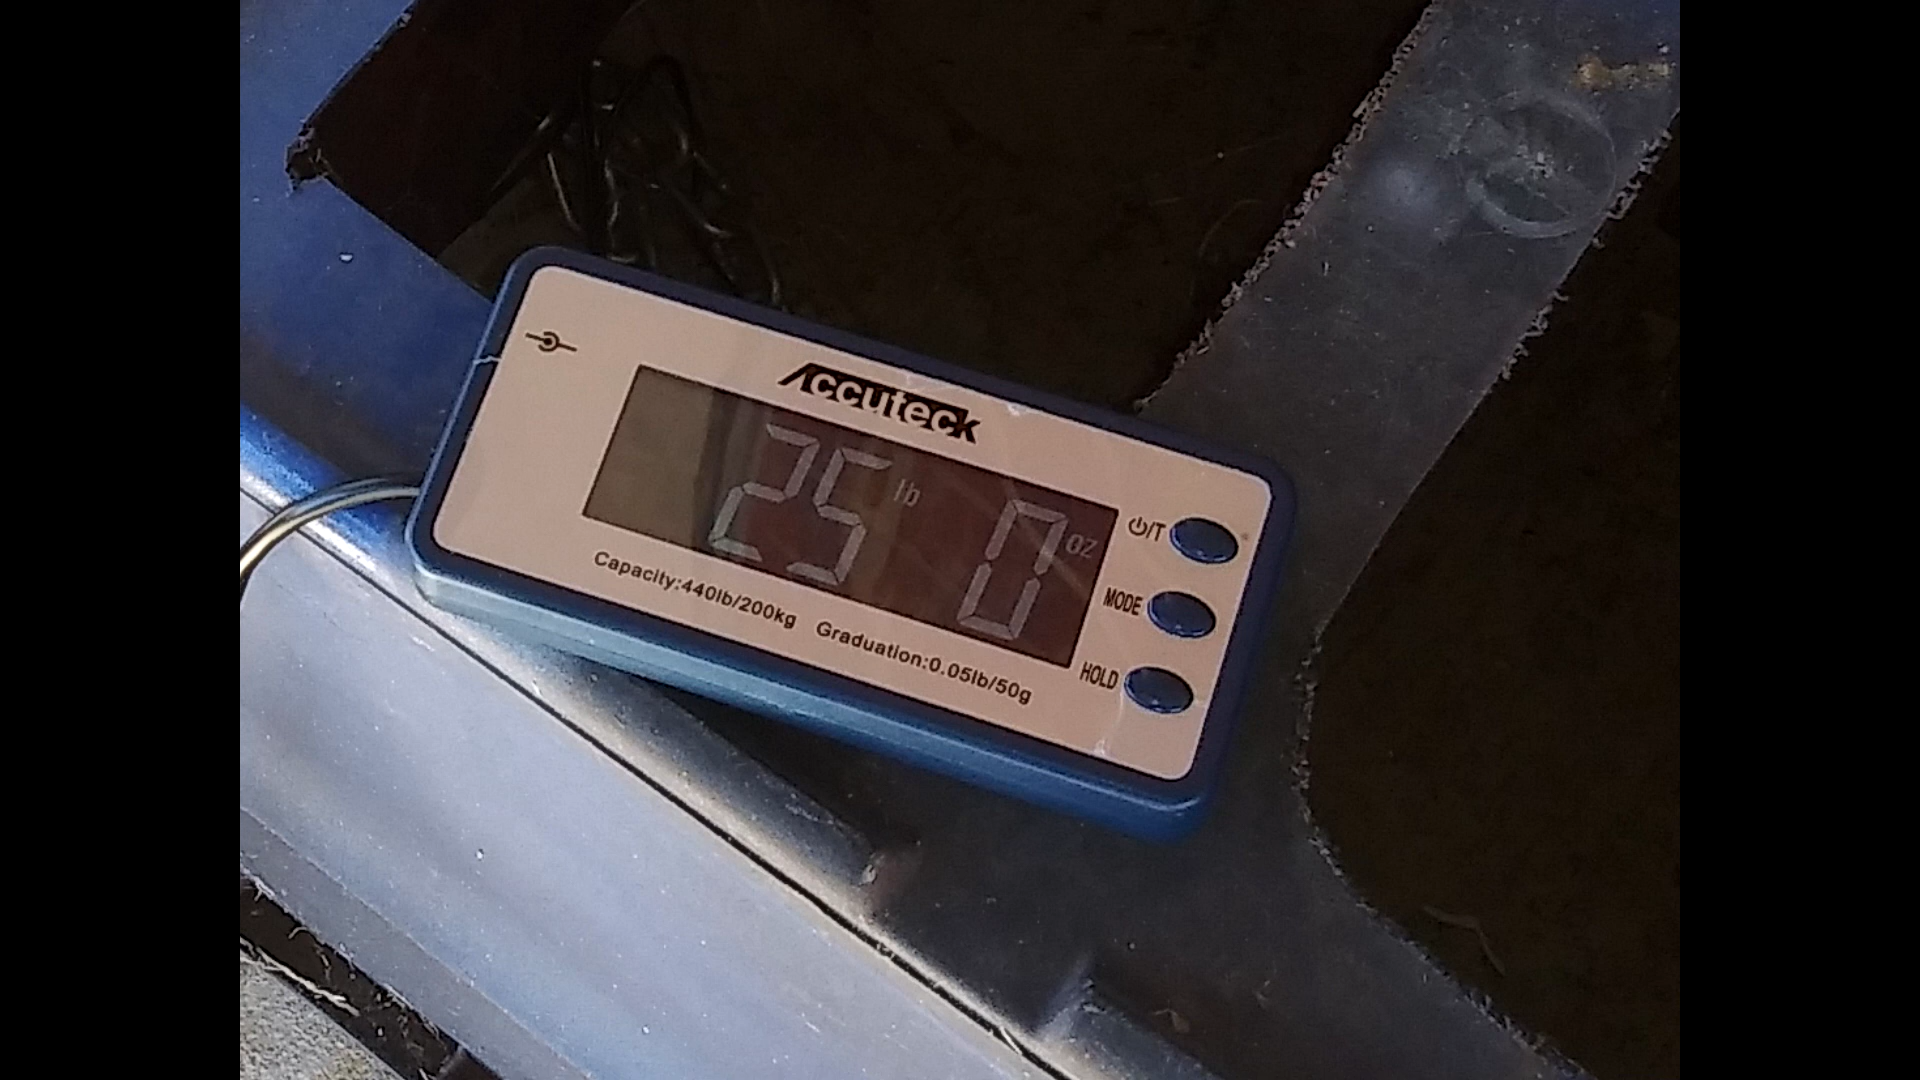 Accuteck
25 lb 0 oz
⏻/T
MODE
HOLD
Capacity:440lb/200kg Graduation:0.05lb/50g